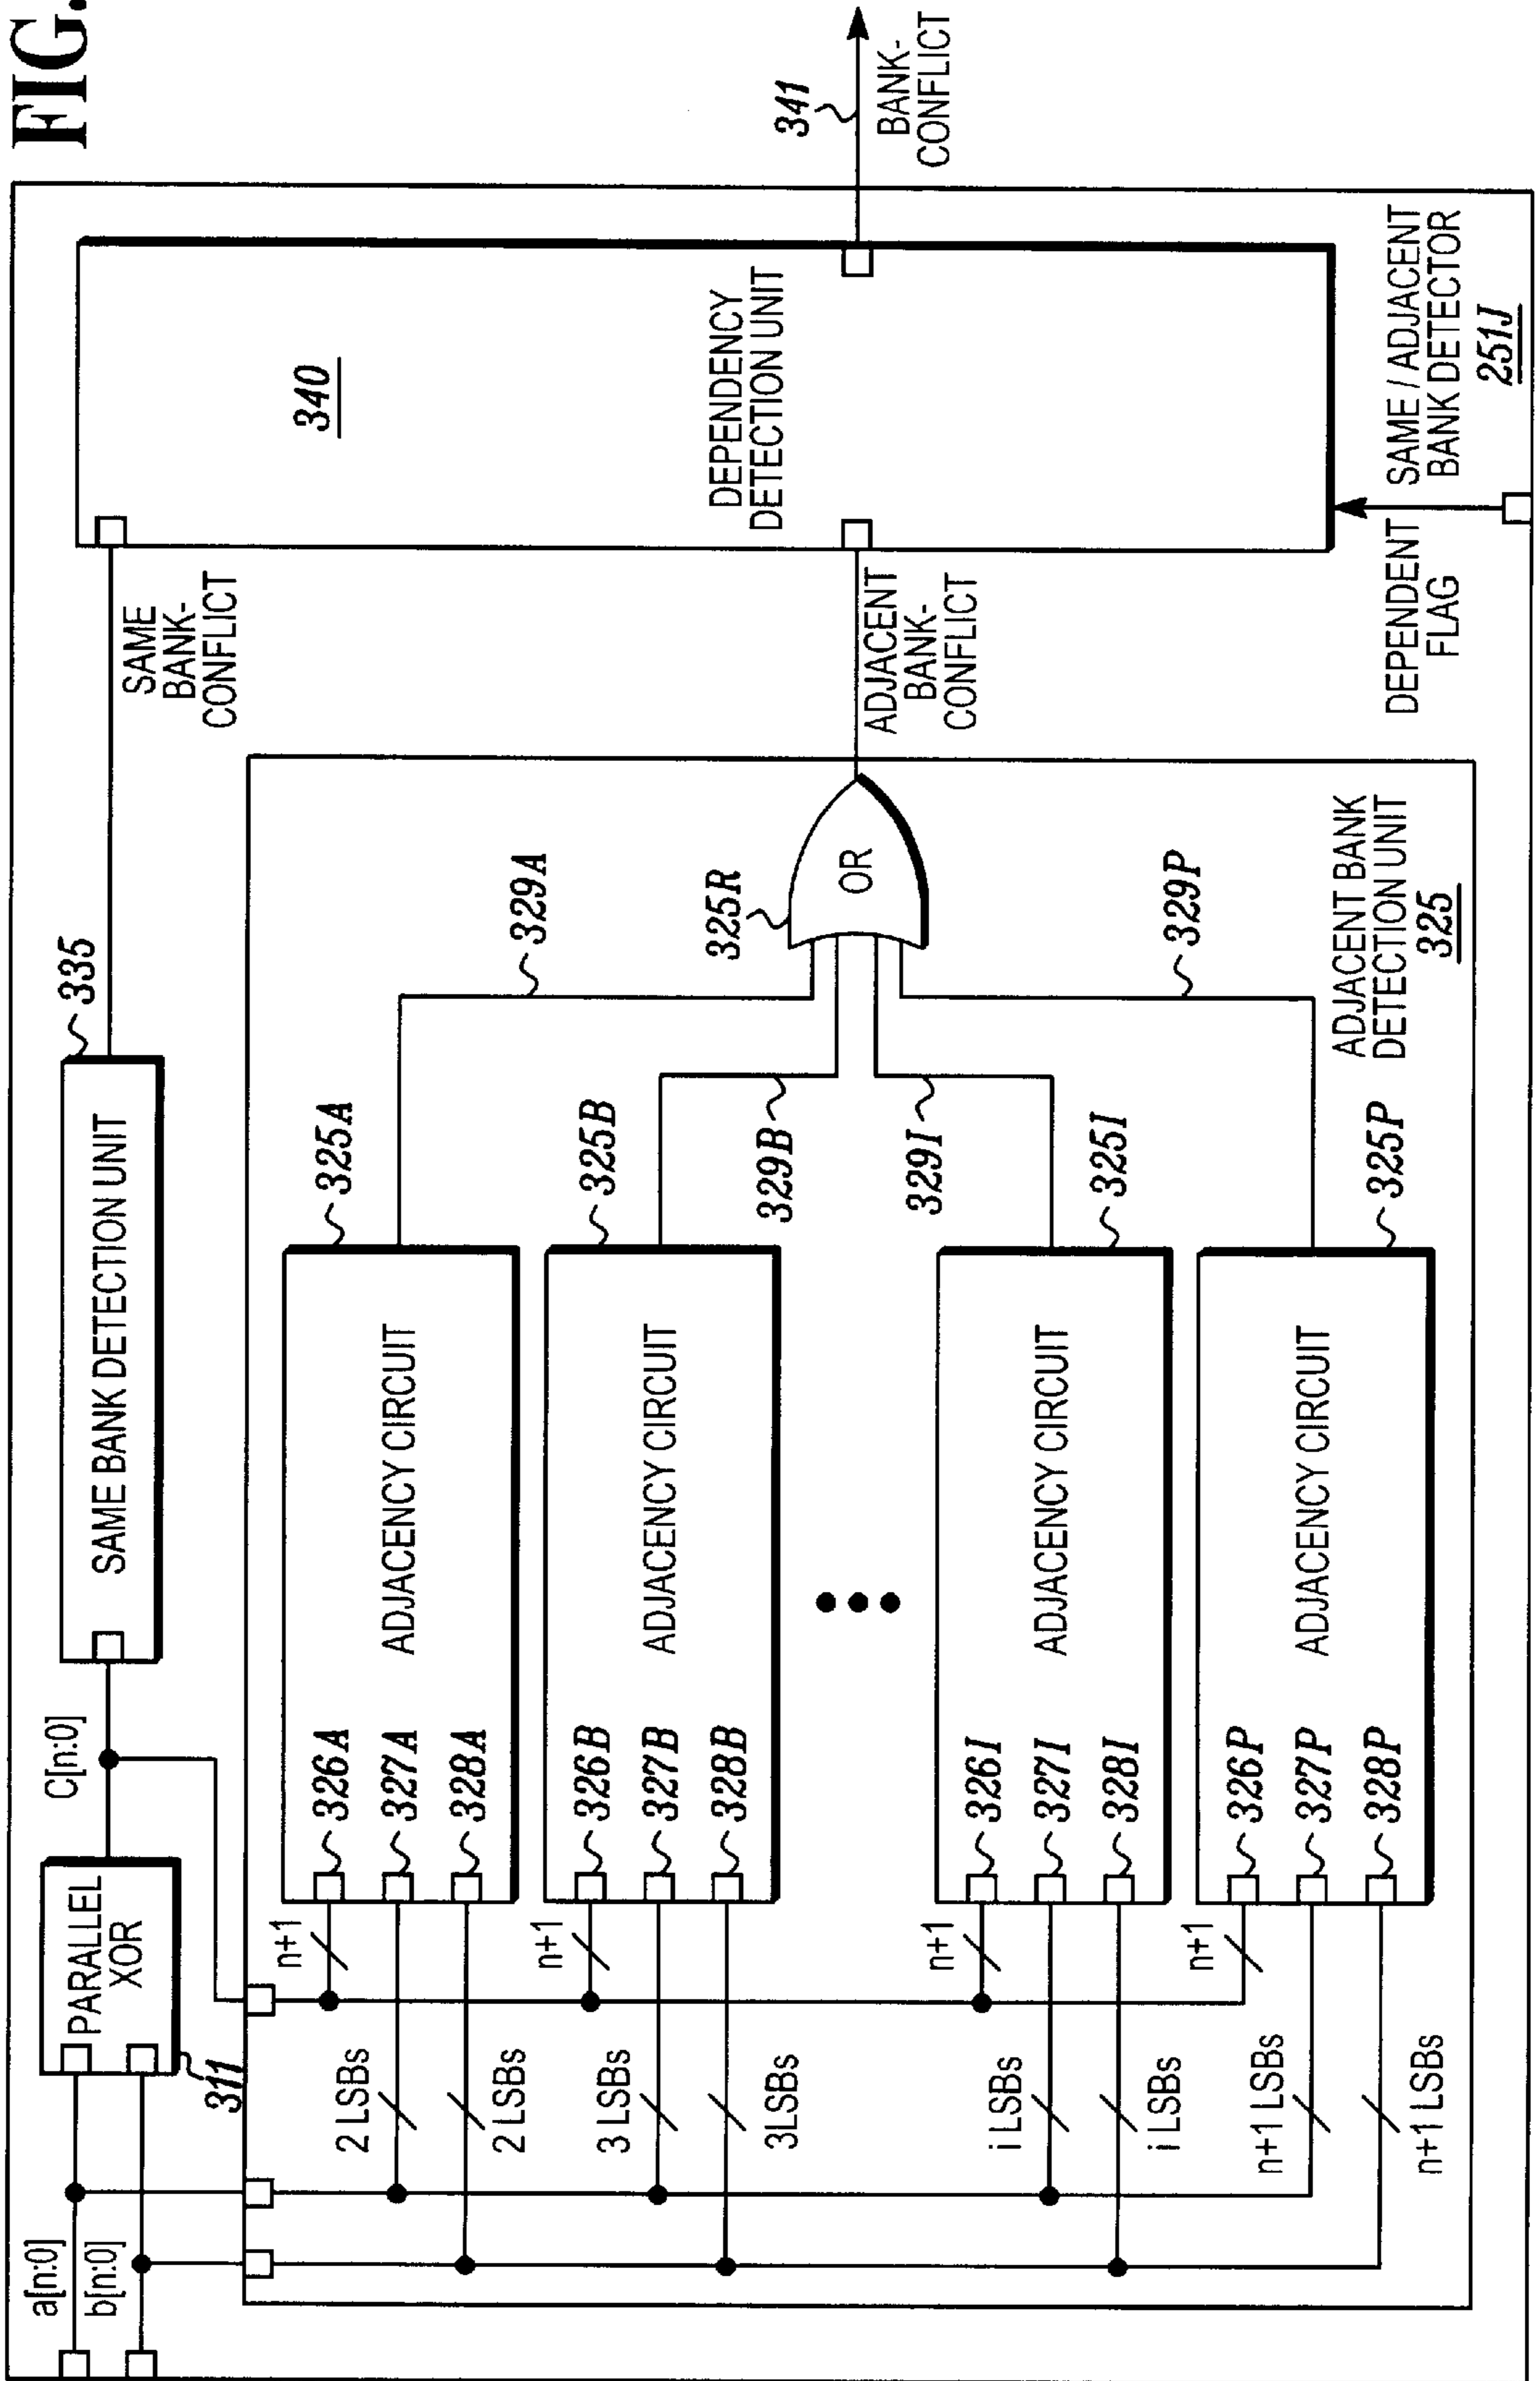 FIG.
a[n:0]
b[n:0]
PARALLEL
XOR
311
C[n:0]
SAME BANK DETECTION UNIT
335
SAME
BANK-
CONFLICT
340
DEPENDENCY
DETECTION UNIT
341
BANK-
CONFLICT
n+1
2 LSBs
2 LSBs
326A
327A
328A
ADJACENCY CIRCUIT
325A
329A
n+1
3 LSBs
3LSBs
326B
327B
328B
ADJACENCY CIRCUIT
325B
329B
325R
OR
ADJACENT
BANK-
CONFLICT
n+1
i LSBs
i LSBs
326I
327I
328I
ADJACENCY CIRCUIT
325I
329I
n+1
n+1 LSBs
n+1 LSBs
326P
327P
328P
ADJACENCY CIRCUIT
325P
329P
ADJACENT BANK
DETECTION UNIT
325
DEPENDENT
FLAG
SAME / ADJACENT
BANK DETECTOR
251J